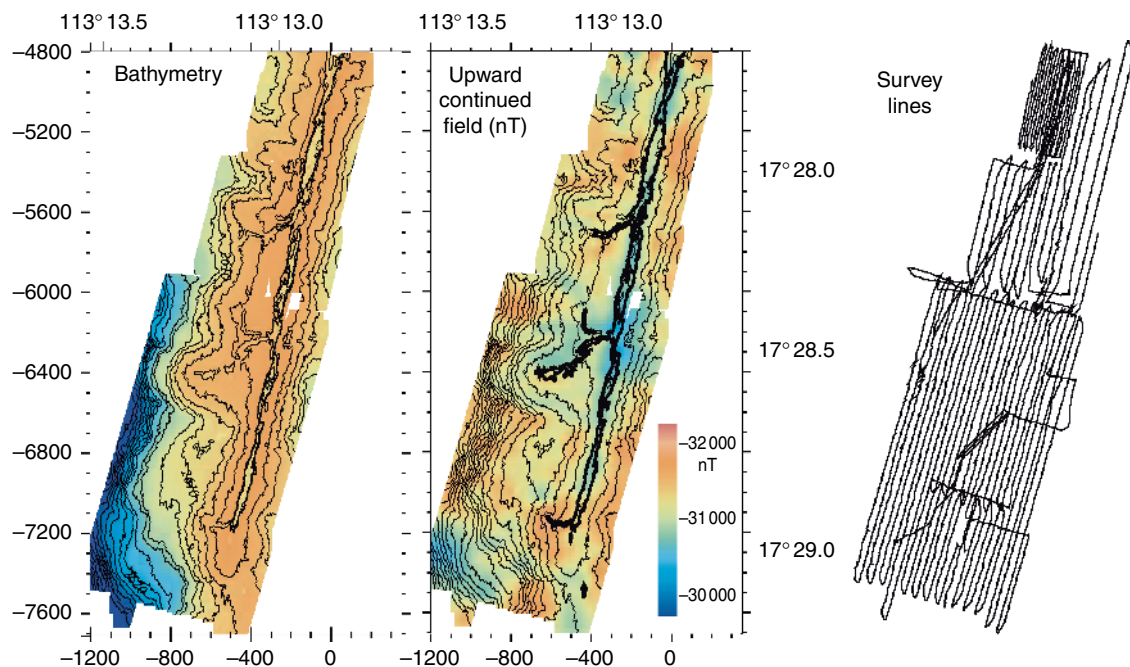 113° 13.5 113° 13.0
113° 13.5 113° 13.0
−4800
−5200
−5600
−6000
−6400
−6800
−7200
−7600
Bathymetry
−1200 −800 −400 0
Upward
continued
field (nT)
−32 000
nT
−31 000
−30 000
−1200 −800 −400 0
17° 28.0
17° 28.5
17° 29.0
Survey
lines